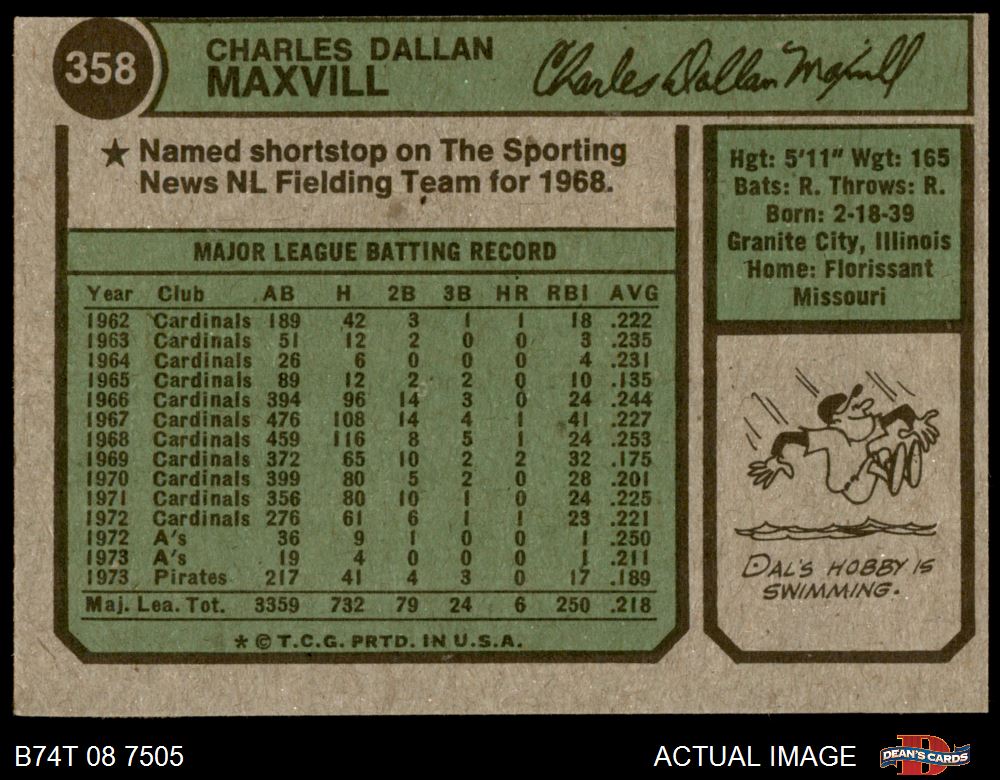 358
CHARLES DALLAN
MAXVILL
Charles Dallan Maxvill
★ Named shortstop on The Sporting
News NL Fielding Team for 1968.
MAJOR LEAGUE BATTING RECORD
Year Club AB H 2B 3B HR RBI AVG
1962 Cardinals 189 42 3 1 1 18 .222
1963 Cardinals 51 12 2 0 0 3 .235
1964 Cardinals 26 6 0 0 0 4 .231
1965 Cardinals 89 12 2 2 0 10 .135
1966 Cardinals 394 96 14 3 0 24 .244
1967 Cardinals 476 108 14 4 1 41 .227
1968 Cardinals 459 116 8 5 1 24 .253
1969 Cardinals 372 65 10 2 2 32 .175
1970 Cardinals 399 80 5 2 0 28 .201
1971 Cardinals 356 80 10 1 0 24 .225
1972 Cardinals 276 61 6 1 1 23 .221
1972 A's 36 9 1 0 0 1 .250
1973 A's 19 4 0 0 0 1 .211
1973 Pirates 217 41 4 3 0 17 .189
Maj. Lea. Tot. 3359 732 79 24 6 250 .218
* © T.C.G. PRTD. IN U.S.A.
Hgt: 5'11" Wgt: 165
Bats: R. Throws: R.
Born: 2-18-39
Granite City, Illinois
Home: Florissant
Missouri
DAL'S HOBBY IS
SWIMMING.
B74T 08 7505
ACTUAL IMAGE
DEAN'S CARDS